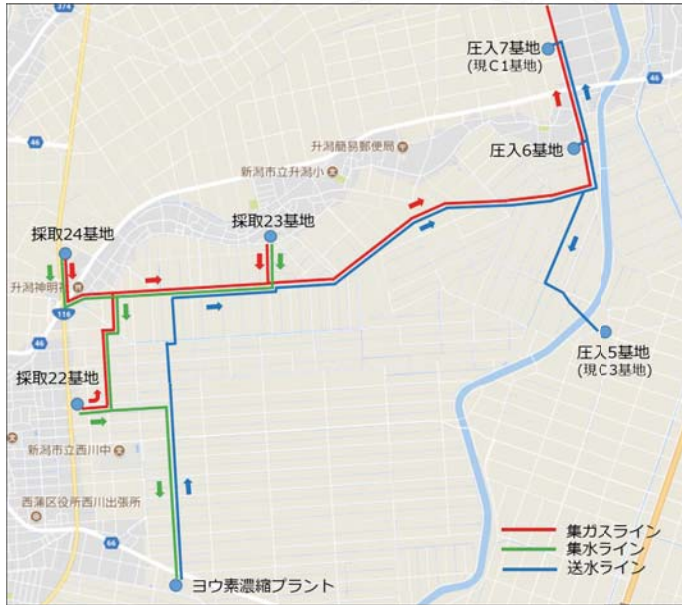 374
圧入7基地
(現C1基地)
46
46
升潟簡易郵便局
圧入6基地
新潟市立升潟小
採取24基地
採取23基地
升潟神明神
116
46
圧入5基地
(現C3基地)
採取22基地
新潟市立西川中
西蒲区役所西川出張所
66
集ガスライン
集水ライン
送水ライン
ヨウ素濃縮プラント